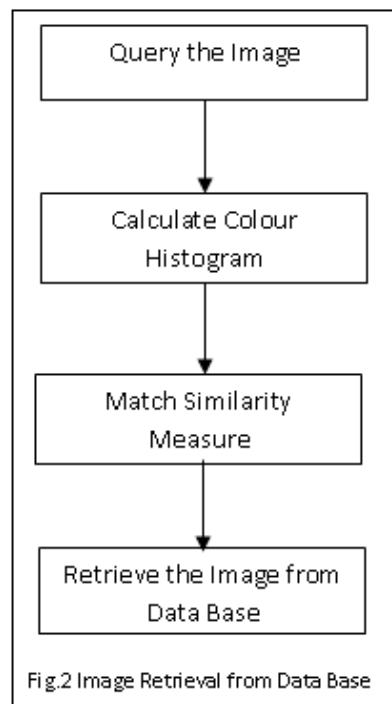 Query the Image
Calculate Colour
Histogram
Match Similarity
Measure
Retrieve the Image from
Data Base
Fig.2 Image Retrieval from Data Base